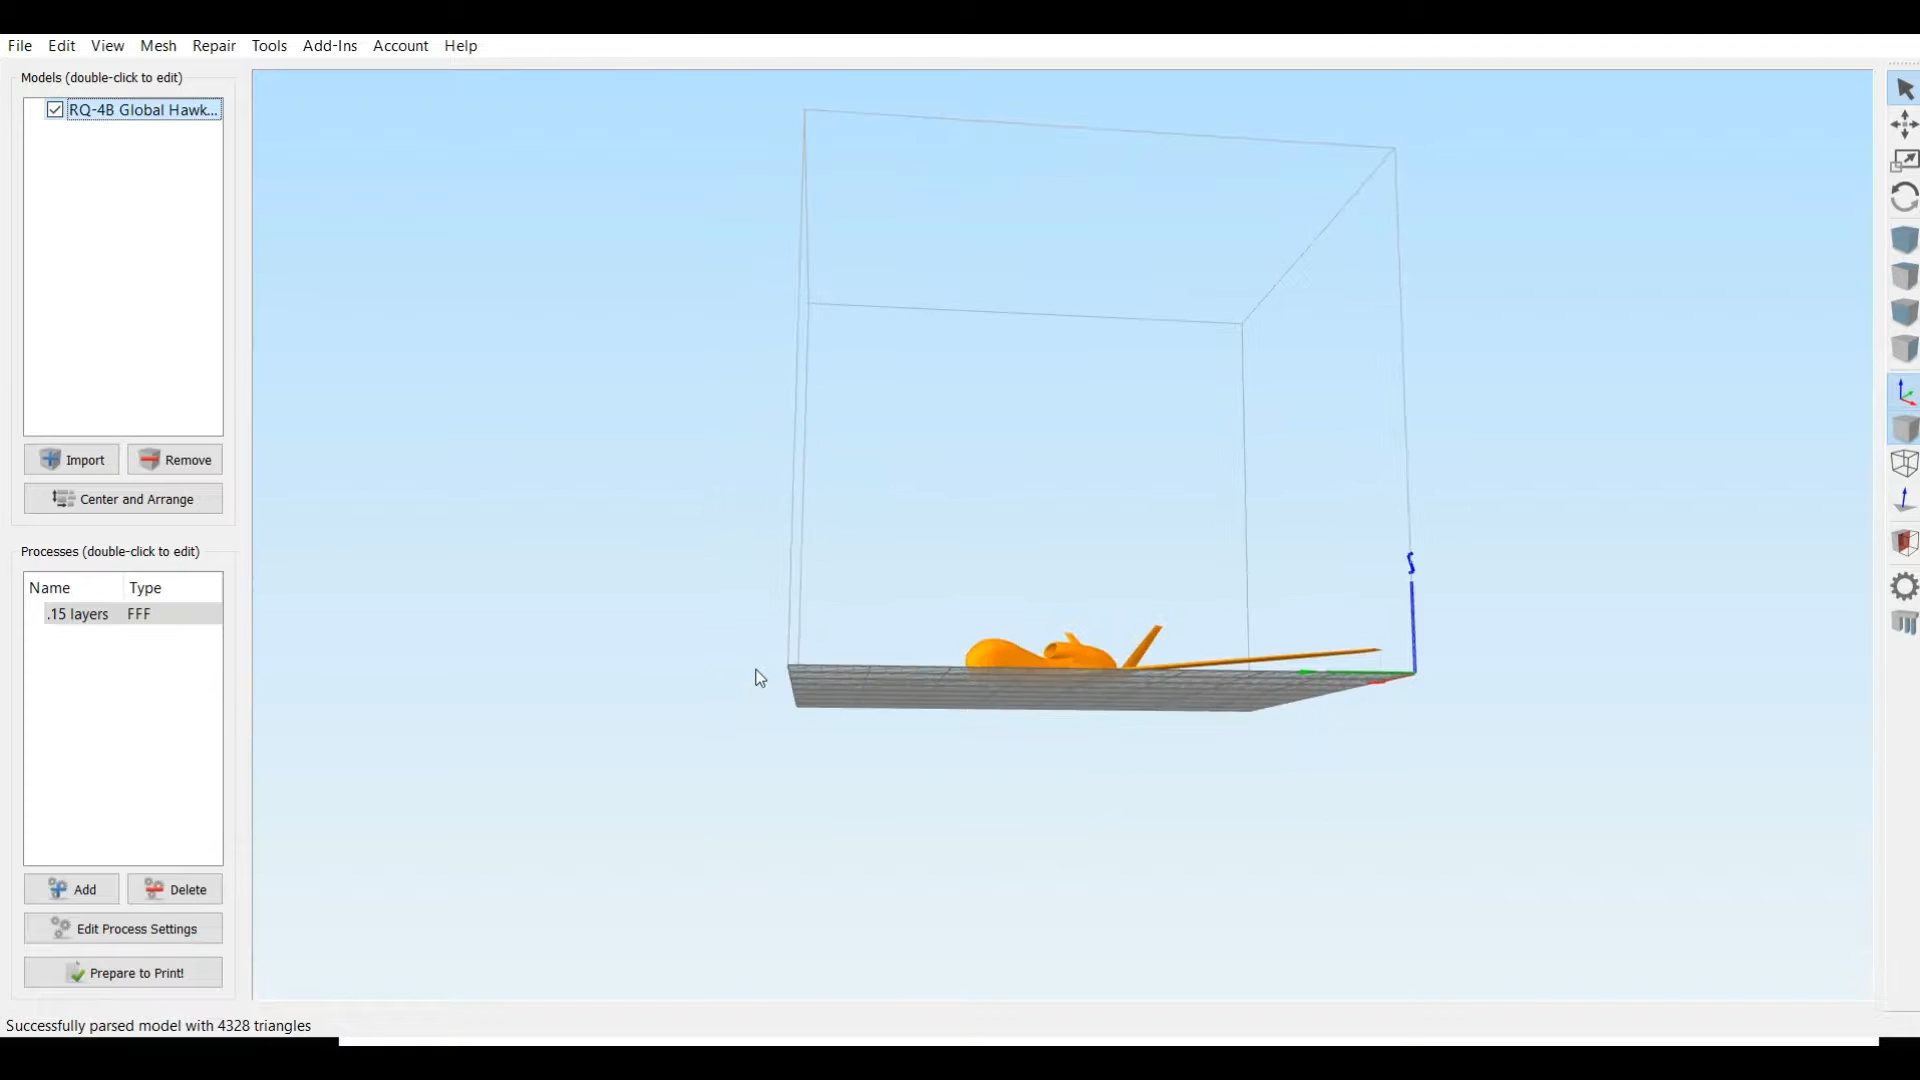 File Edit View Mesh Repair Tools Add-Ins Account Help
Models (double-click to edit)
RQ-4B Global Hawk...
Import Remove
Center and Arrange
Processes (double-click to edit)
Name Type
.15 layers FFF
Add Delete
Edit Process Settings
Prepare to Print!
Successfully parsed model with 4328 triangles